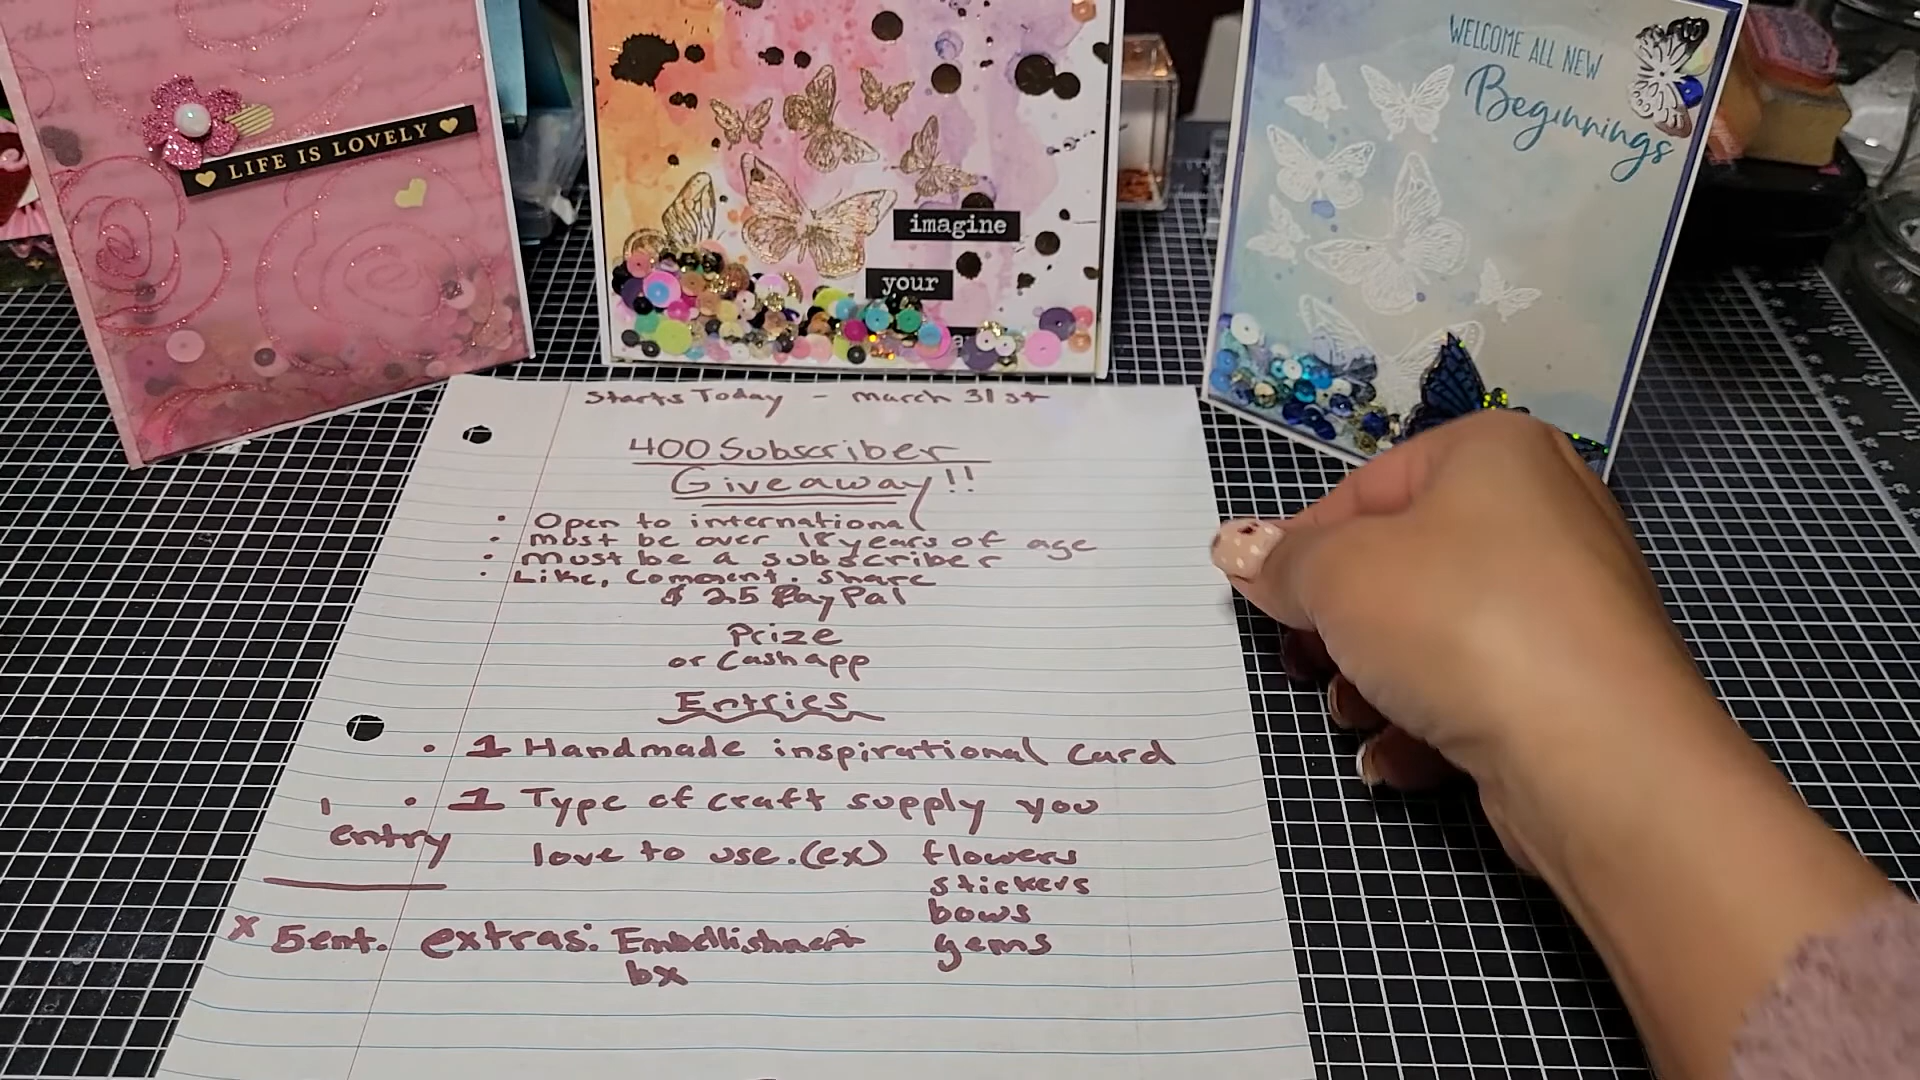 LIFE IS LOVELY
imagine
your
WELCOME ALL NEW
Beginnings
Starts Today - march 31st
400 Subscriber
Giveaway!!
• Open to international
• must be over 18 years of age
• must be a subscriber
• Like, Comment. Share
$ 25 PayPal
Prize
or Cash app
Entries
• 1 Handmade inspirational Card
• 1 Type of craft supply you
1 entry
love to use. (ex) flowers
stickers
bows
x 5 ent. extras: Embellishment gems
bx